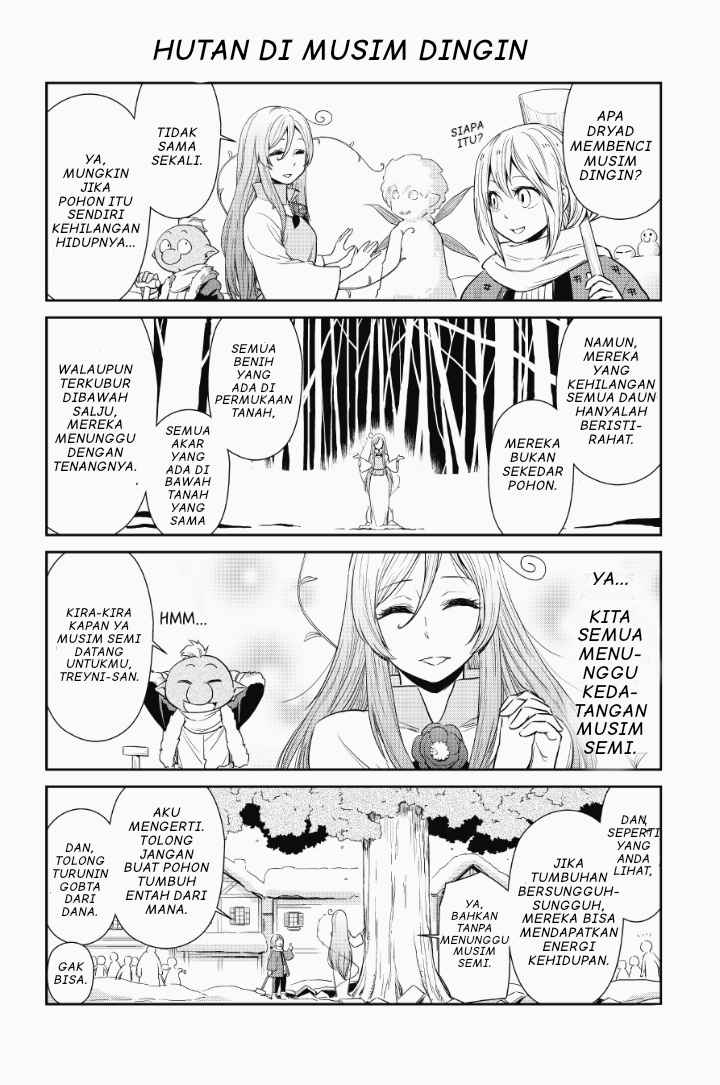 HUTAN DI MUSIM DINGIN
APA
DRYAD
MEMBENCI
MUSIM
DINGIN?
SIAPA
ITU?
TIDAK
SAMA
SEKALI.
YA,
MUNGKIN
JIKA
POHON ITU
SENDIRI
KEHILANGAN
HIDUPNYA...
NAMUN,
MEREKA
YANG
KEHILANGAN
SEMUA DAUN
HANYALAH
BERISTI-
RAHAT.
MEREKA
BUKAN
SEKEDAR
POHON.
SEMUA
BENIH
YANG
ADA DI
PERMUKAAN
TANAH,
SEMUA
AKAR
YANG
ADA DI
BAWAH
TANAH
YANG
SAMA
WALAUPUN
TERKUBUR
DIBAWAH
SALJU,
MEREKA
MENUNGGU
DENGAN
TENANGNYA.
YA...
KITA
SEMUA
MENU-
NGGU
KEDA-
TANGAN
MUSIM
SEMI.
HMM...
KIRA-KIRA
KAPAN YA
MUSIM SEMI
DATANG
UNTUKMU,
TREYNI-SAN.
DAN,
SEPERTI
YANG
ANDA
LIHAT,
JIKA
TUMBUHAN
BERSUNGGUH-
SUNGGUH,
MEREKA BISA
MENDAPATKAN
ENERGI
KEHIDUPAN.
YA,
BAHKAN
TANPA
MENUNGGU
MUSIM
SEMI.
AKU
MENGERTI.
TOLONG
JANGAN
BUAT POHON
TUMBUH
ENTAH DARI
MANA.
DAN,
TOLONG
TURUNIN
GOBTA
DARI
DANA.
GAK
BISA.